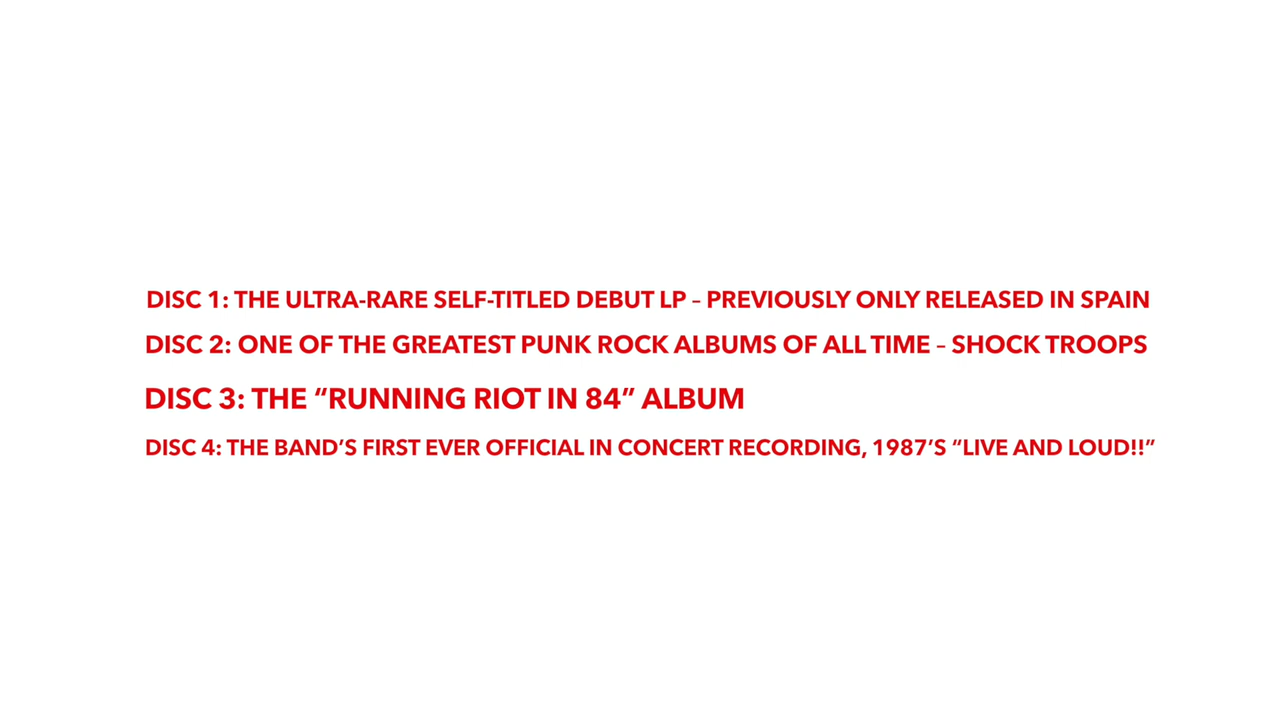 DISC 1: THE ULTRA-RARE SELF-TITLED DEBUT LP – PREVIOUSLY ONLY RELEASED IN SPAIN
DISC 2: ONE OF THE GREATEST PUNK ROCK ALBUMS OF ALL TIME – SHOCK TROOPS
DISC 3: THE “RUNNING RIOT IN 84” ALBUM
DISC 4: THE BAND’S FIRST EVER OFFICIAL IN CONCERT RECORDING, 1987’S “LIVE AND LOUD!!”